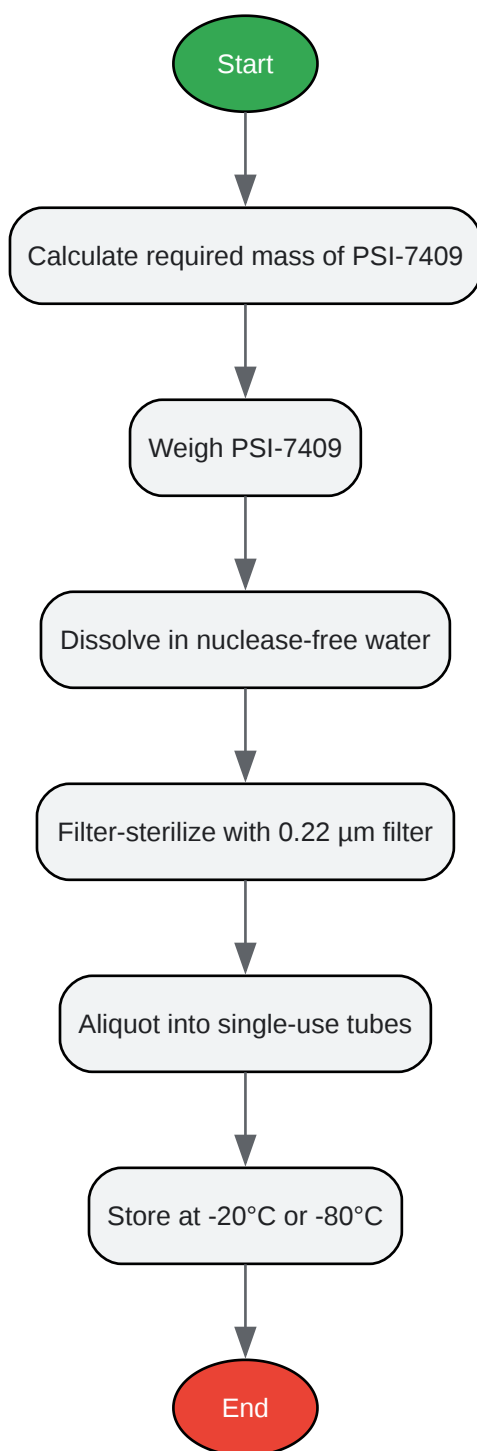 Start
Calculate required mass of PSI-7409
Weigh PSI-7409
Dissolve in nuclease-free water
Filter-sterilize with 0.22 µm filter
Aliquot into single-use tubes
Store at -20°C or -80°C
End